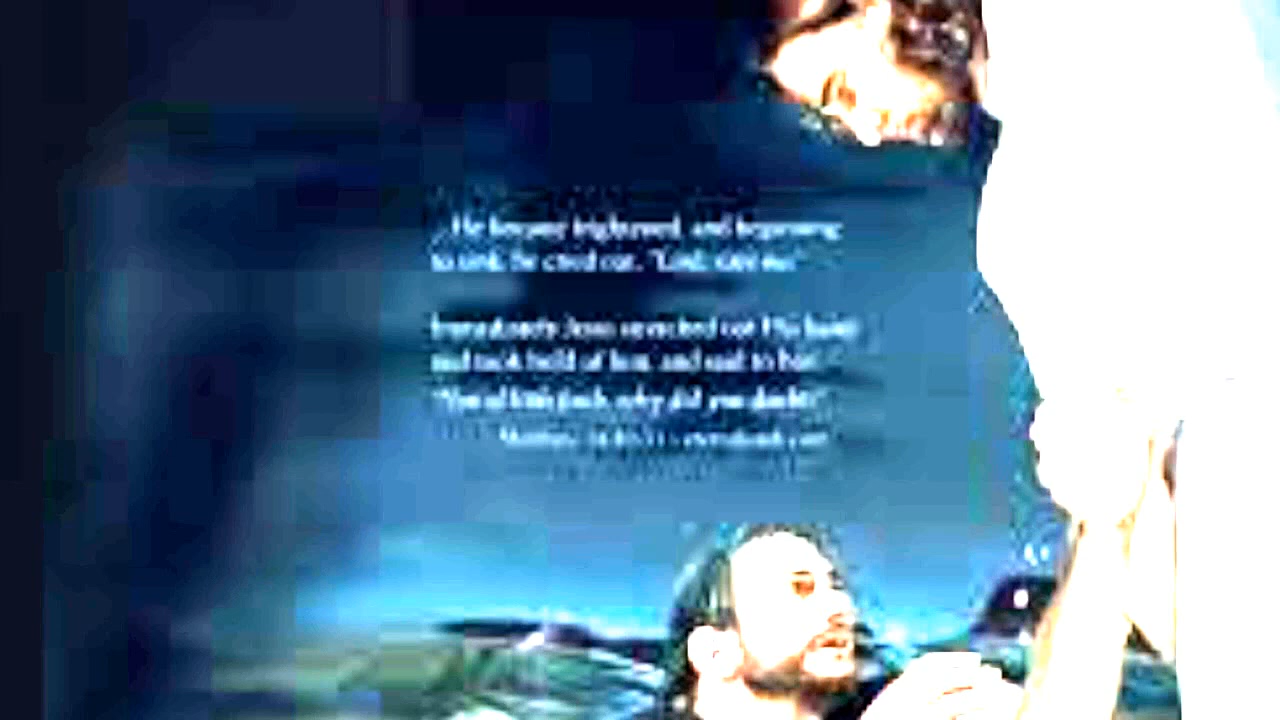 He became frightened, and beginning
to sink, he cried out, "Lord, save me!"
Immediately Jesus stretched out His hand
and took hold of him, and said to him,
"You of little faith, why did you doubt?"
Matthew